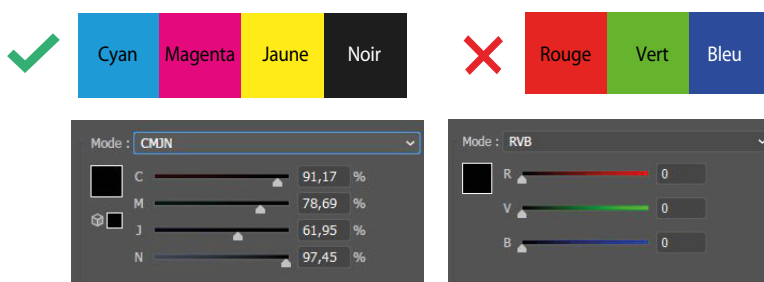 Cyan Magenta Jaune Noir
Rouge Vert Bleu
Mode : CMJN
C 91,17 %
M 78,69 %
J 61,95 %
N 97,45 %
Mode : RVB
R 0
V 0
B 0